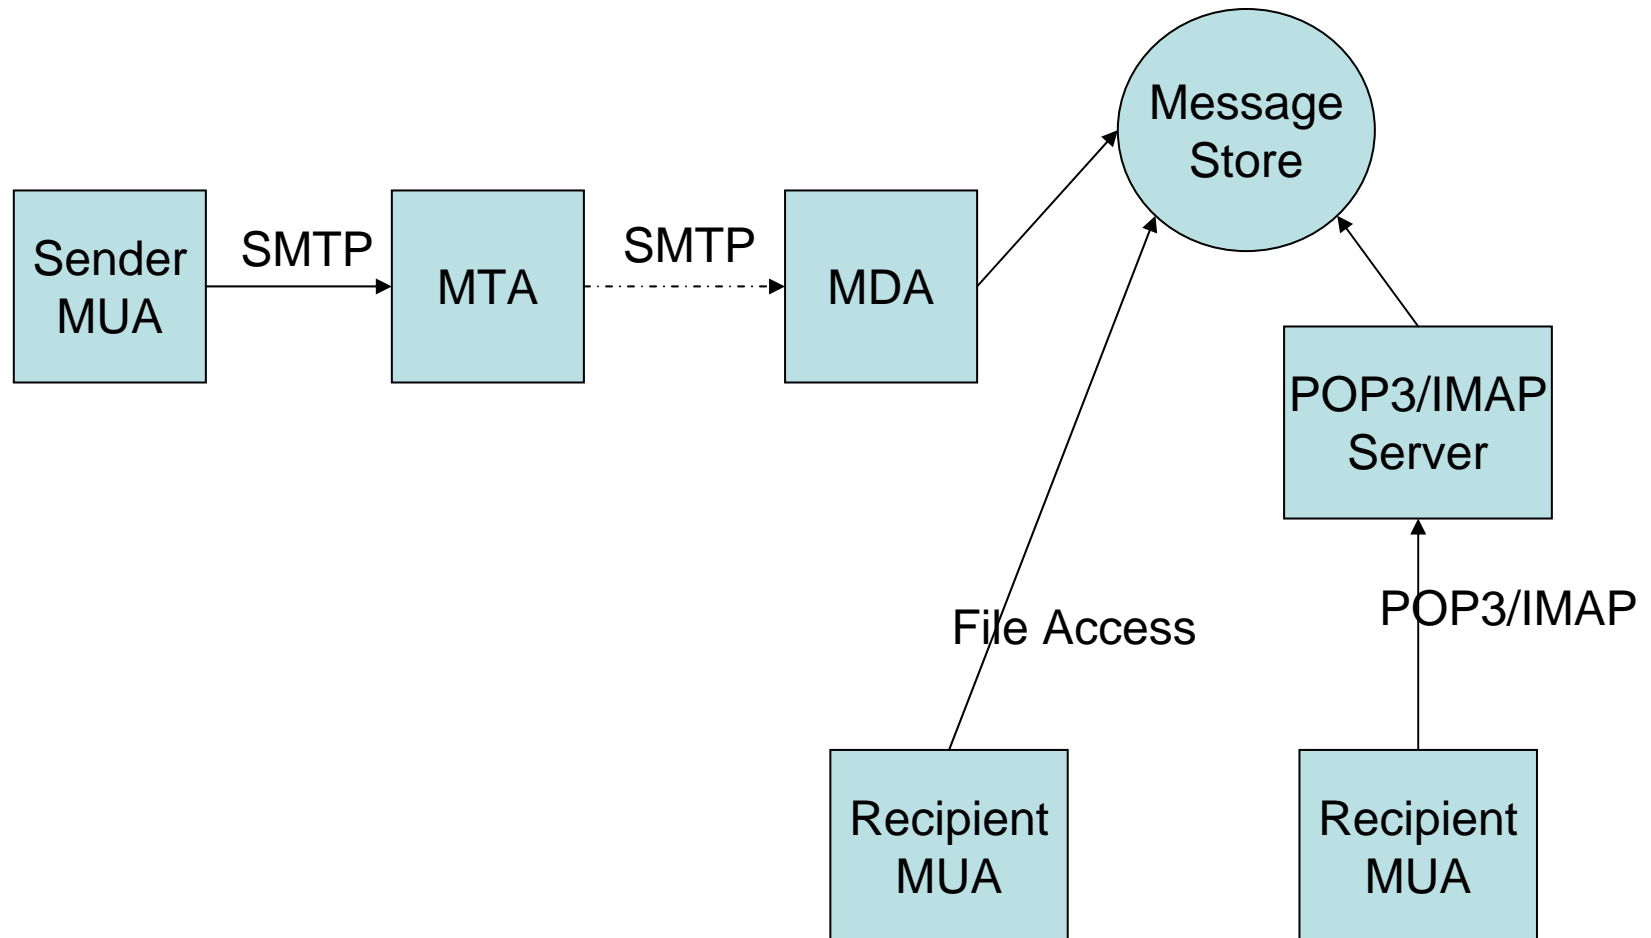 Message
Store
Sender
MUA
SMTP
MTA
SMTP
MDA
POP3/IMAP
Server
File Access
POP3/IMAP
Recipient
MUA
Recipient
MUA